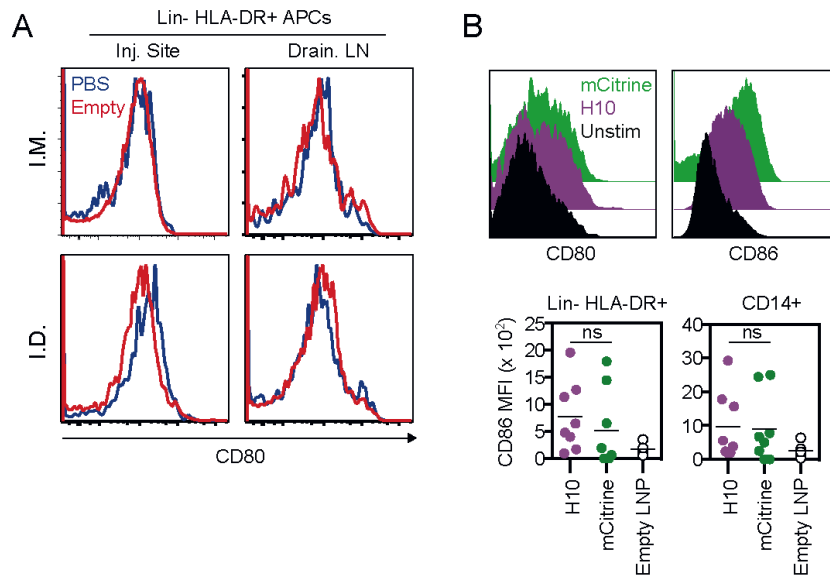 A
Lin- HLA-DR+ APCs
Inj. Site
Drain. LN
PBS
Empty
I.M.
I.D.
CD80
B
mCitrine
H10
Unstim
CD80
CD86
Lin- HLA-DR+
CD14+
CD86 MFI (x 10²)
25
20
15
10
5
0
ns
40
30
20
10
0
ns
H10
mCitrine
Empty LNP
H10
mCitrine
Empty LNP